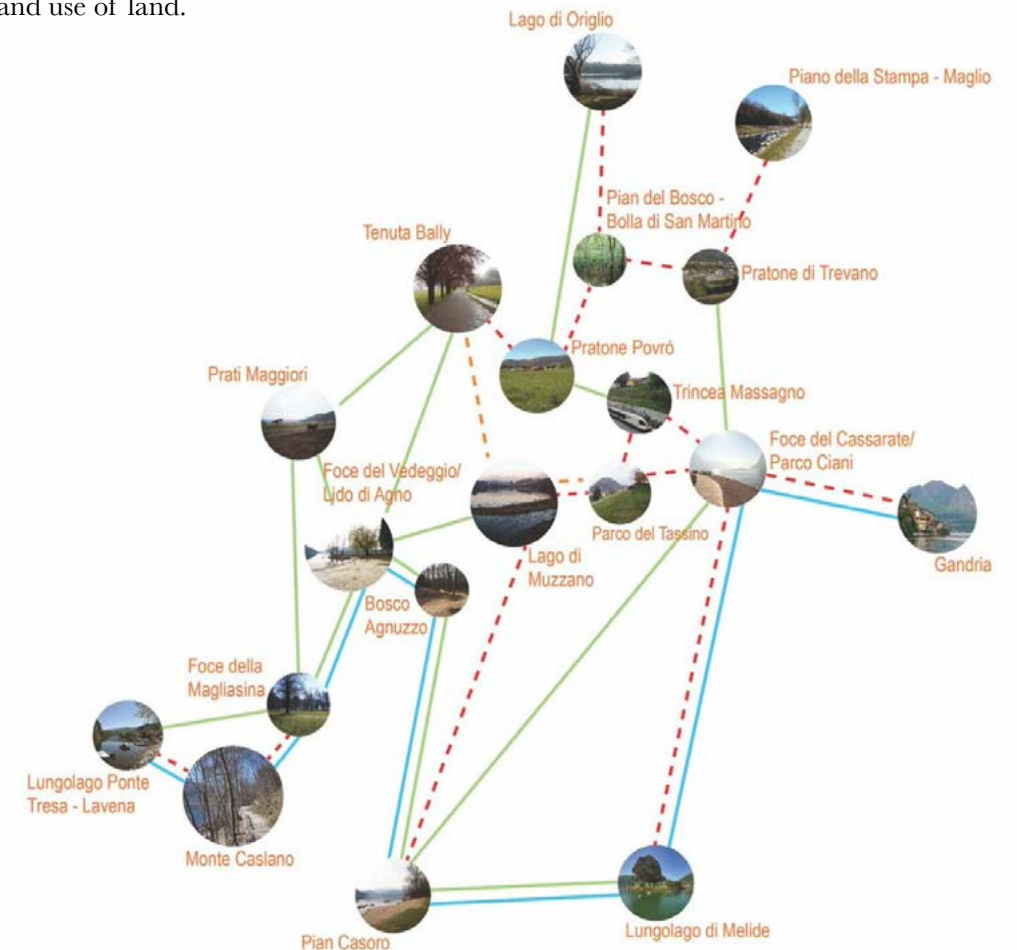 and use of land.
Lago di Origlio
Piano della Stampa - Maglio
Pian del Bosco -
Bolla di San Martino
Tenuta Bally
Pratone di Trevano
Pratone Povrò
Prati Maggiori
Trincea Massagno
Foce del Cassarate/
Parco Ciani
Foce del Vedeggio/
Lido di Agno
Parco del Tassino
Lago di
Muzzano
Gandria
Bosco
Agnuzzo
Foce della
Magliasina
Lungolago Ponte
Tresa - Lavena
Monte Caslano
Lungolago di Melide
Pian Casoro